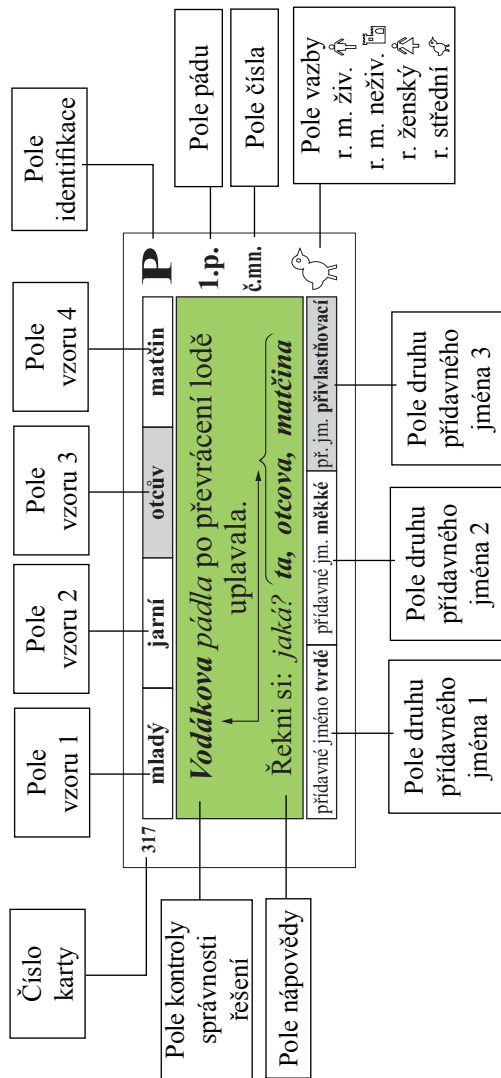 Číslo
karty
Pole
vzoru 1
Pole
vzoru 2
Pole
vzoru 3
Pole
vzoru 4
Pole
identifikace
317
mladý
jarní
otcův
matčin
P
Vodákova pádla po převrácení lodě
uplavala.
Řekni si: jaká? ta, otcova, matčina
1.p.
č.mn.
přídavné jméno tvrdé
přídavné jm. měkké
př. jm. přivlastňovací
Pole kontroly
správnosti
řešení
Pole nápovědy
Pole pádu
Pole čísla
Pole vazby
r. m. živ.
r. m. neživ.
r. ženský
r. střední
Pole druhu
přídavného
jména 1
Pole druhu
přídavného
jména 2
Pole druhu
přídavného
jména 3